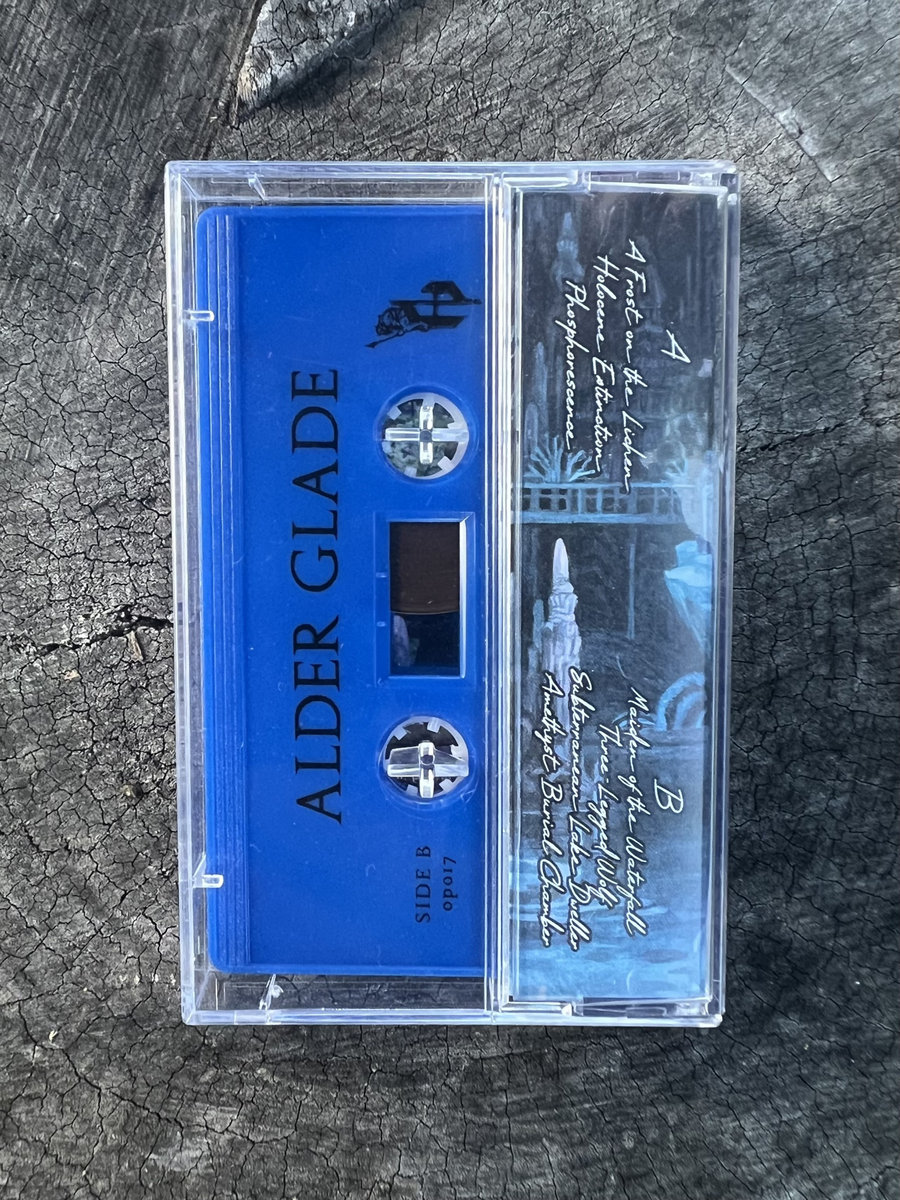 ALDER GLADE
SIDE B
op017
A
A Frost on the Lichen
Holocene Extinction
Phosphorescence
B
Maiden of the Waterfall
Three-Legged Wolf
Subterranean Lake Dweller
Amethyst Burial Chamber